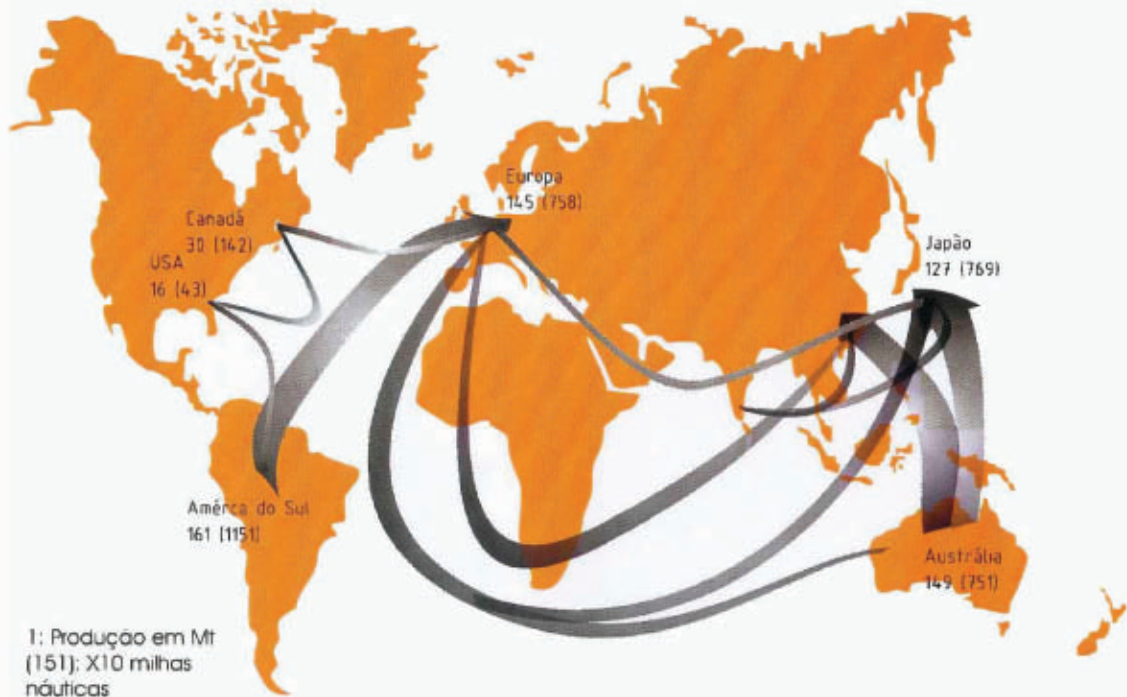 Europa
145 (758)
Canadá
30 (142)
USA
16 (43)
Japão
127 (769)
Amérca do Sul
161 (1151)
Austrália
149 (751)
1: Produção em Mt
(151): X10 milhas
náuticas